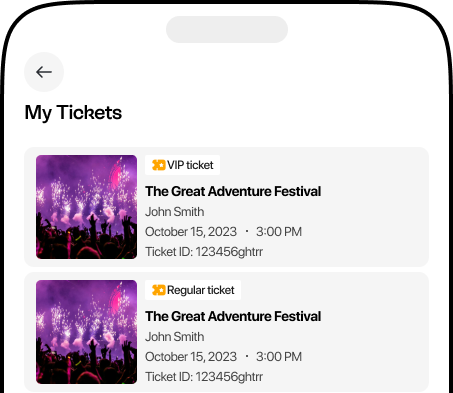 My Tickets
VIP ticket
The Great Adventure Festival
John Smith
October 15, 2023 • 3:00 PM
Ticket ID: 123456ghtrr
Regular ticket
The Great Adventure Festival
John Smith
October 15, 2023 • 3:00 PM
Ticket ID: 123456ghtrr